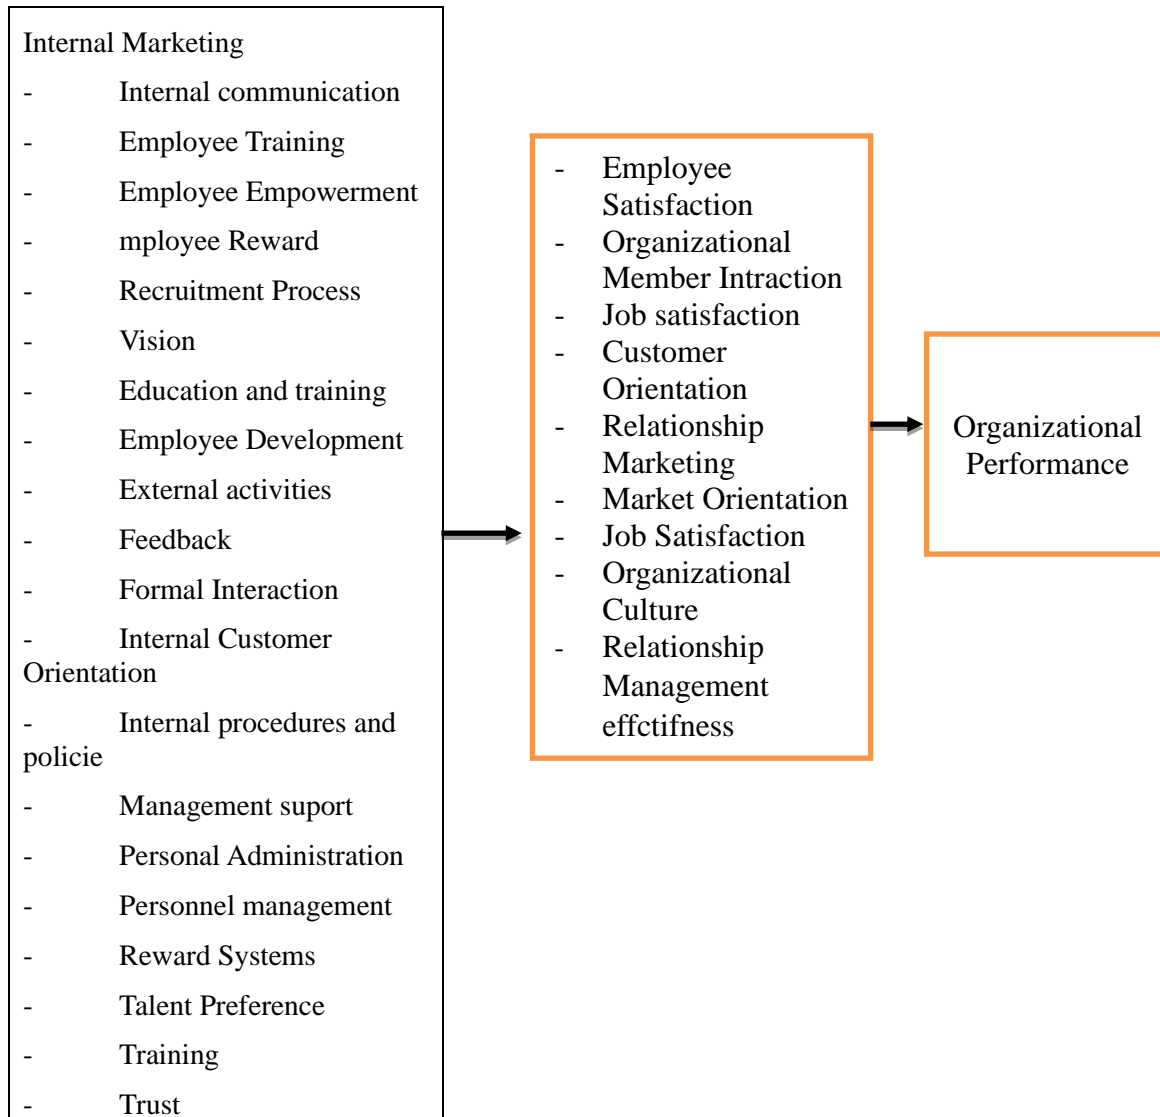 Internal Marketing
- Internal communication
- Employee Training
- Employee Empowerment
- mployee Reward
- Recruitment Process
- Vision
- Education and training
- Employee Development
- External activities
- Feedback
- Formal Interaction
- Internal Customer
Orientation
- Internal procedures and
policie
- Management suport
- Personal Administration
- Personnel management
- Reward Systems
- Talent Preference
- Training
- Trust
- Employee
Satisfaction
- Organizational
Member Intraction
- Job satisfaction
- Customer
Orientation
- Relationship
Marketing
- Market Orientation
- Job Satisfaction
- Organizational
Culture
- Relationship
Management
effctifness
Organizational
Performance